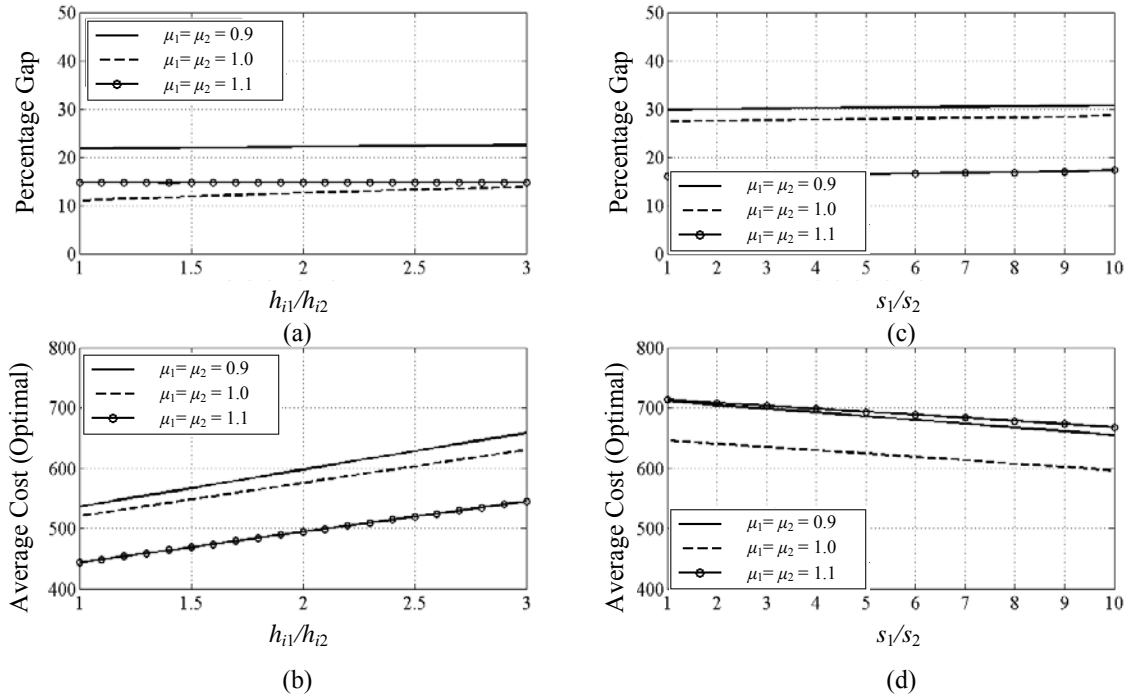 50
40
30
20
10
0
Percentage Gap
μ1= μ2 = 0.9
μ1= μ2 = 1.0
μ1= μ2 = 1.1
1 1.5 2 2.5 3
hi1/hi2
(a)
50
40
30
20
10
0
Percentage Gap
μ1= μ2 = 0.9
μ1= μ2 = 1.0
μ1= μ2 = 1.1
1 2 3 4 5 6 7 8 9 10
s1/s2
(c)
800
700
600
500
400
Average Cost (Optimal)
μ1= μ2 = 0.9
μ1= μ2 = 1.0
μ1= μ2 = 1.1
1 1.5 2 2.5 3
hi1/hi2
(b)
800
700
600
500
400
Average Cost (Optimal)
μ1= μ2 = 0.9
μ1= μ2 = 1.0
μ1= μ2 = 1.1
1 2 3 4 5 6 7 8 9 10
s1/s2
(d)